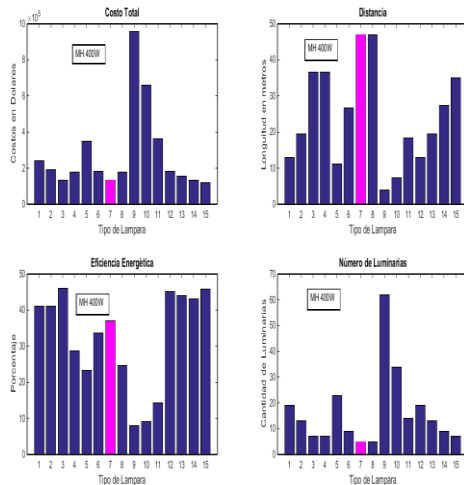 Costo Total
x 10^5
10
8
6
4
2
0
Costos en Dolares
MH 400W
1 2 3 4 5 6 7 8 9 10 11 12 13 14 15
Tipo de Lampara
Distancia
50
45
40
35
30
25
20
15
10
5
0
Longuitud en metros
MH 400W
1 2 3 4 5 6 7 8 9 10 11 12 13 14 15
Tipo de Lampara
Eficiencia Energética
50
40
30
20
10
0
Porcentaje
MH 400W
1 2 3 4 5 6 7 8 9 10 11 12 13 14 15
Tipo de Lampara
Número de Luminarias
70
60
50
40
30
20
10
0
Cantidad de Luminarias
MH 400W
1 2 3 4 5 6 7 8 9 10 11 12 13 14 15
Tipo de Lampara